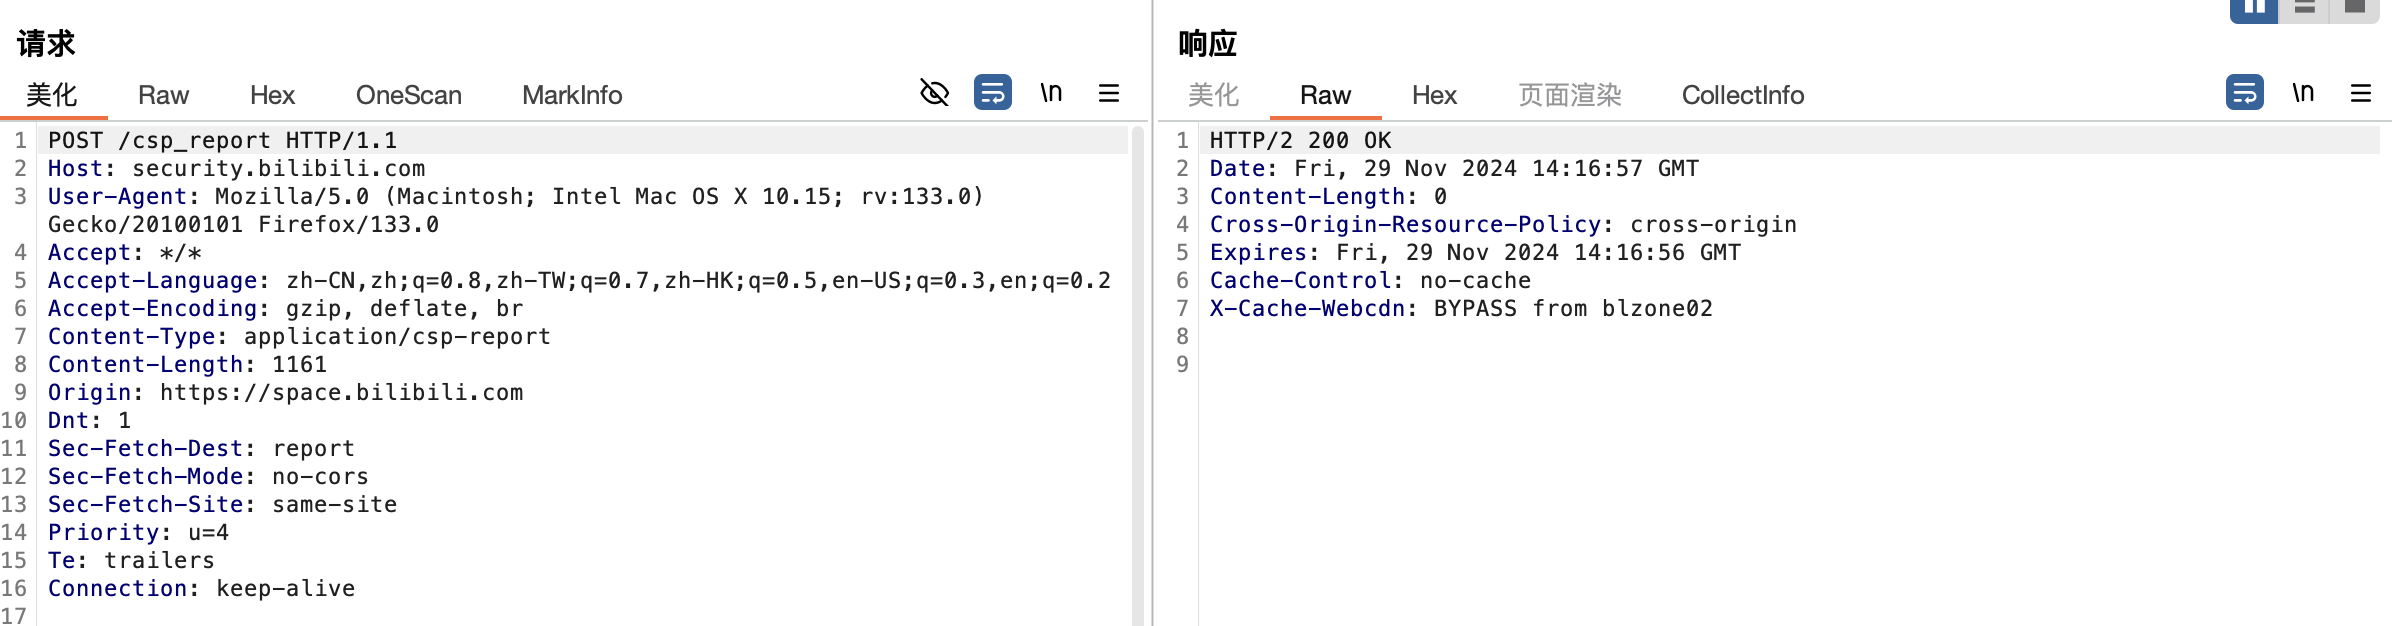 请求
美化 Raw Hex OneScan MarkInfo \n
1 POST /csp_report HTTP/1.1
2 Host: security.bilibili.com
3 User-Agent: Mozilla/5.0 (Macintosh; Intel Mac OS X 10.15; rv:133.0)
Gecko/20100101 Firefox/133.0
4 Accept: */*
5 Accept-Language: zh-CN,zh;q=0.8,zh-TW;q=0.7,zh-HK;q=0.5,en-US;q=0.3,en;q=0.2
6 Accept-Encoding: gzip, deflate, br
7 Content-Type: application/csp-report
8 Content-Length: 1161
9 Origin: https://space.bilibili.com
10 Dnt: 1
11 Sec-Fetch-Dest: report
12 Sec-Fetch-Mode: no-cors
13 Sec-Fetch-Site: same-site
14 Priority: u=4
15 Te: trailers
16 Connection: keep-alive
17
响应
美化 Raw Hex 页面渲染 CollectInfo \n
1 HTTP/2 200 OK
2 Date: Fri, 29 Nov 2024 14:16:57 GMT
3 Content-Length: 0
4 Cross-Origin-Resource-Policy: cross-origin
5 Expires: Fri, 29 Nov 2024 14:16:56 GMT
6 Cache-Control: no-cache
7 X-Cache-Webcdn: BYPASS from blzone02
8
9